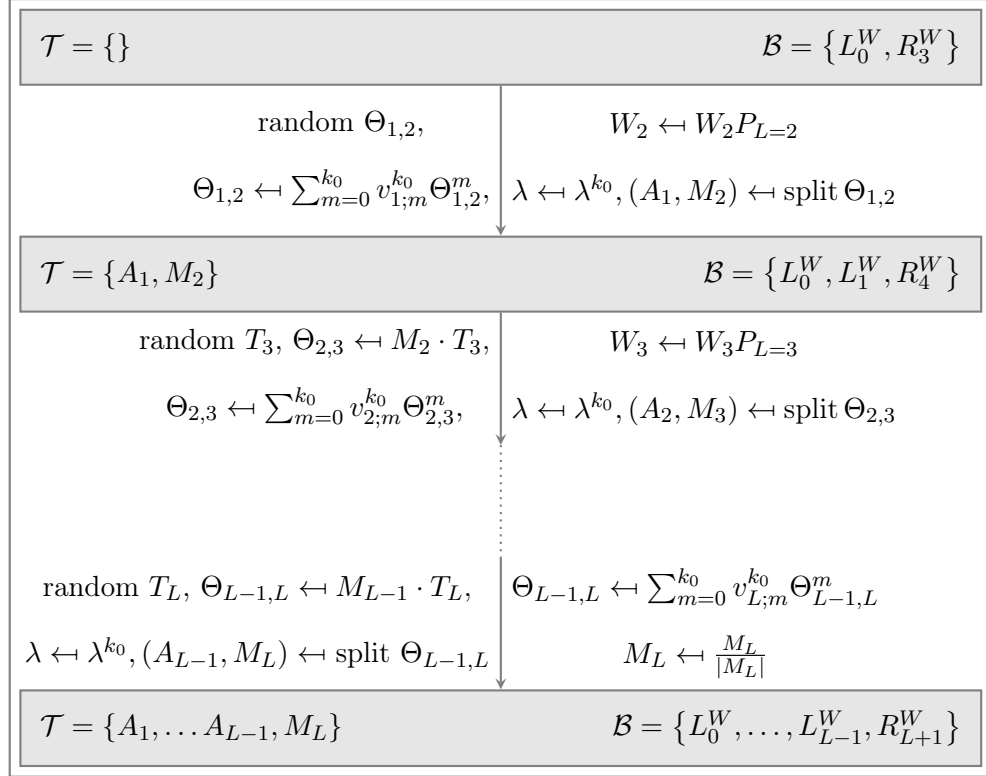 𝒯 = {} ℬ = {L_0^W, R_3^W}
random Θ_{1,2}, W_2 ↤ W_2 P_{L=2}
Θ_{1,2} ↤ ∑_{m=0}^{k_0} v_{1;m}^{k_0} Θ_{1,2}^m, λ ↤ λ^{k_0}, (A_1, M_2) ↤ split Θ_{1,2}
𝒯 = {A_1, M_2} ℬ = {L_0^W, L_1^W, R_4^W}
random T_3, Θ_{2,3} ↤ M_2 · T_3, W_3 ↤ W_3 P_{L=3}
Θ_{2,3} ↤ ∑_{m=0}^{k_0} v_{2;m}^{k_0} Θ_{2,3}^m, λ ↤ λ^{k_0}, (A_2, M_3) ↤ split Θ_{2,3}
random T_L, Θ_{L−1,L} ↤ M_{L−1} · T_L, Θ_{L−1,L} ↤ ∑_{m=0}^{k_0} v_{L;m}^{k_0} Θ_{L−1,L}^m
λ ↤ λ^{k_0}, (A_{L−1}, M_L) ↤ split Θ_{L−1,L} M_L ↤ \frac{M_L}{|M_L|}
𝒯 = {A_1, … A_{L−1}, M_L} ℬ = {L_0^W, …, L_{L−1}^W, R_{L+1}^W}